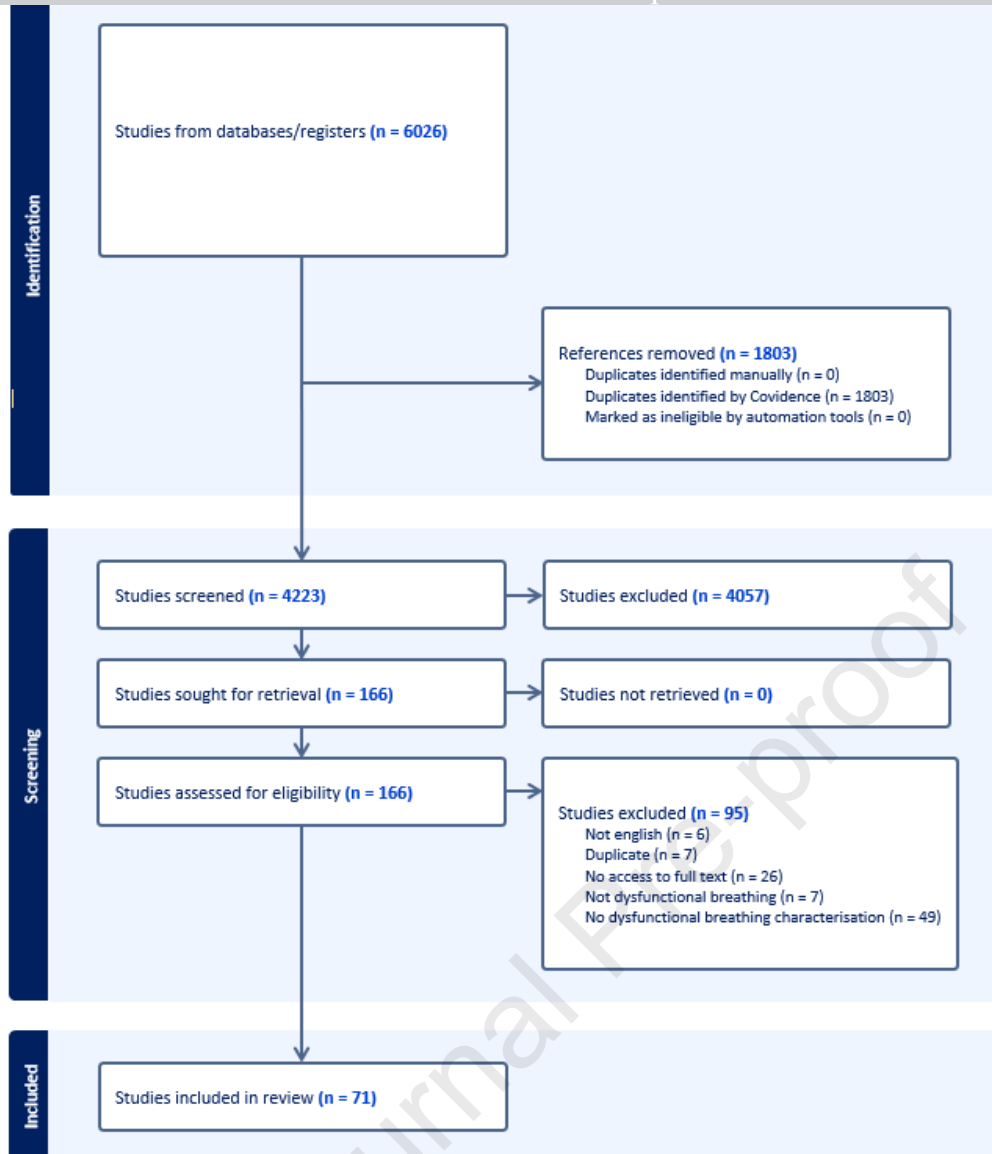 Identification
Studies from databases/registers (n = 6026)
References removed (n = 1803)
Duplicates identified manually (n = 0)
Duplicates identified by Covidence (n = 1803)
Marked as ineligible by automation tools (n = 0)
Screening
Studies screened (n = 4223)
Studies excluded (n = 4057)
Studies sought for retrieval (n = 166)
Studies not retrieved (n = 0)
Studies assessed for eligibility (n = 166)
Studies excluded (n = 95)
Not english (n = 6)
Duplicate (n = 7)
No access to full text (n = 26)
Not dysfunctional breathing (n = 7)
No dysfunctional breathing characterisation (n = 49)
Included
Studies included in review (n = 71)
urnal Pre-proof